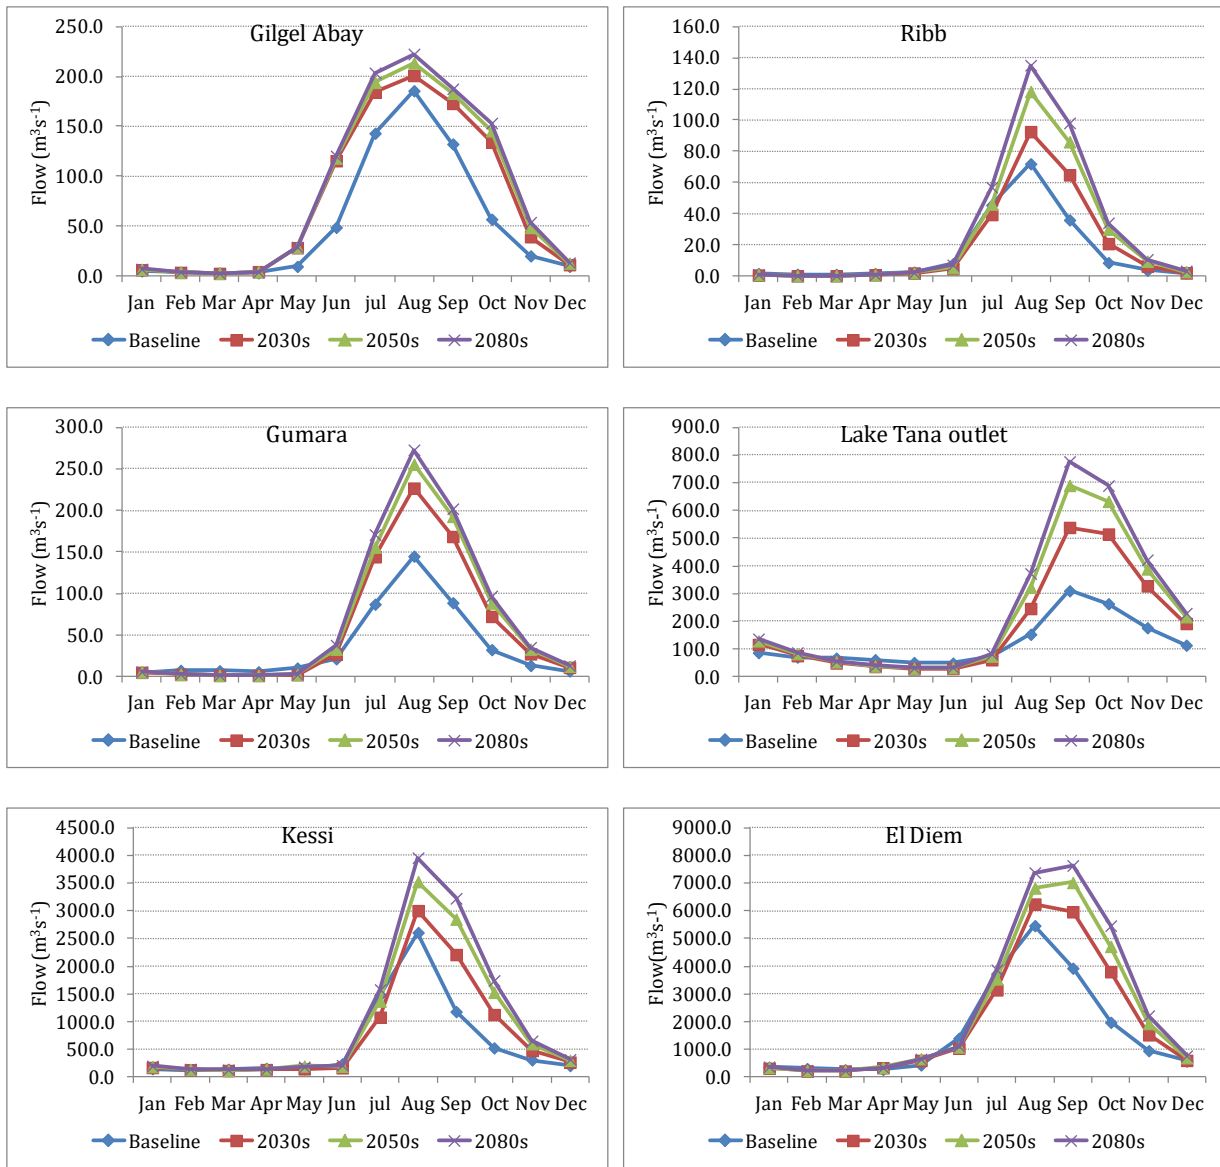 Gilgel Abay
Flow (m³s⁻¹)
250.0
200.0
150.0
100.0
50.0
0.0
Jan Feb Mar Apr May Jun jul Aug Sep Oct Nov Dec
Baseline 2030s 2050s 2080s
Ribb
Flow (m³s⁻¹)
160.0
140.0
120.0
100.0
80.0
60.0
40.0
20.0
0.0
Jan Feb Mar Apr May Jun jul Aug Sep Oct Nov Dec
Baseline 2030s 2050s 2080s
Gumara
Flow (m³s⁻¹)
300.0
250.0
200.0
150.0
100.0
50.0
0.0
Jan Feb Mar Apr May Jun jul Aug Sep Oct Nov Dec
Baseline 2030s 2050s 2080s
Lake Tana outlet
Flow (m³s-¹)
900.0
800.0
700.0
600.0
500.0
400.0
300.0
200.0
100.0
0.0
Jan Feb Mar Apr May Jun jul Aug Sep Oct Nov Dec
Baseline 2030s 2050s 2080s
Kessi
Flow (m³s⁻¹)
4500.0
4000.0
3500.0
3000.0
2500.0
2000.0
1500.0
1000.0
500.0
0.0
Jan Feb Mar Apr May Jun jul Aug Sep Oct Nov Dec
Baseline 2030s 2050s 2080s
El Diem
Flow(m³s-¹)
9000.0
8000.0
7000.0
6000.0
5000.0
4000.0
3000.0
2000.0
1000.0
0.0
Jan Feb Mar Apr May Jun jul Aug Sep Oct Nov Dec
Baseline 2030s 2050s 2080s